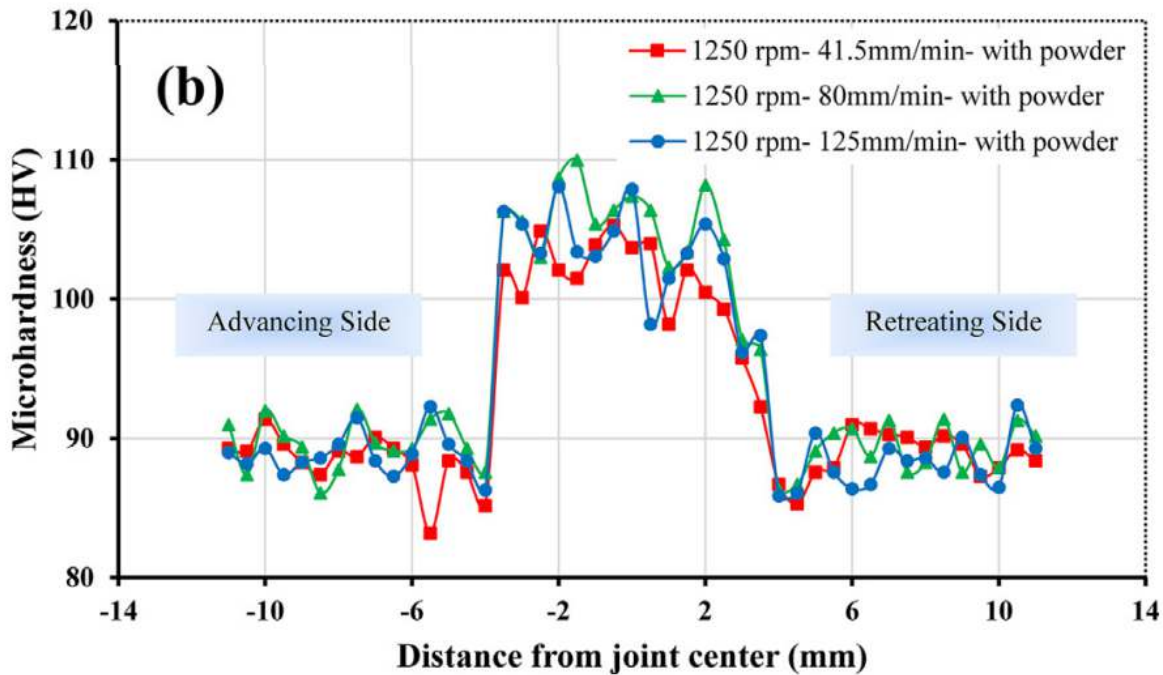 120
(b)
1250 rpm- 41.5mm/min- with powder
1250 rpm- 80mm/min- with powder
1250 rpm- 125mm/min- with powder
110
Microhardness (HV)
100
Advancing Side
Retreating Side
90
80
-14 -10 -6 -2 2 6 10 14
Distance from joint center (mm)